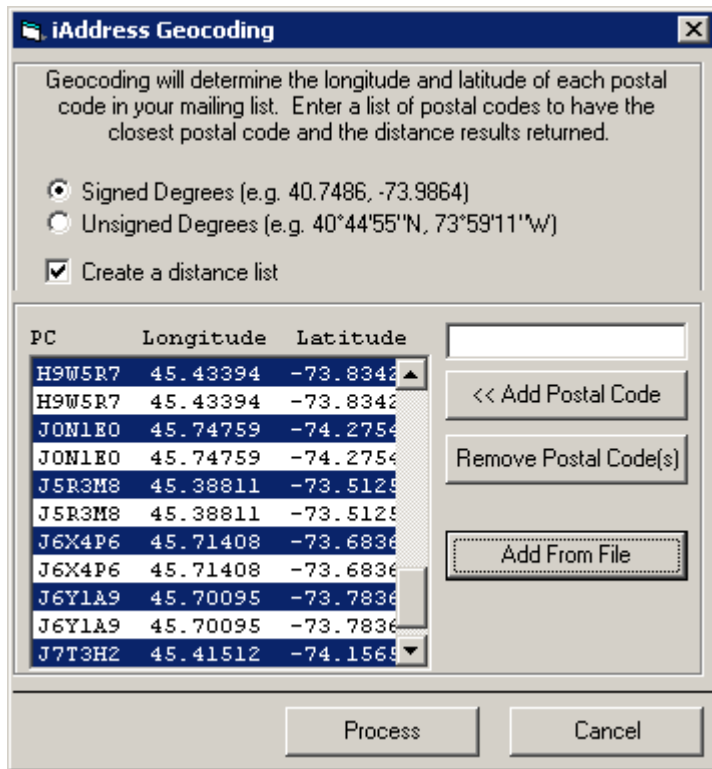 iAddress Geocoding
Geocoding will determine the longitude and latitude of each postal
code in your mailing list. Enter a list of postal codes to have the
closest postal code and the distance results returned.
Signed Degrees (e.g. 40.7486, -73.9864)
Unsigned Degrees (e.g. 40°44'55"N, 73°59'11"W)
Create a distance list
PC Longitude Latitude
H9W5R7 45.43394 -73.8342
H9W5R7 45.43394 -73.8342
J0N1E0 45.74759 -74.2754
J0N1E0 45.74759 -74.2754
J5R3M8 45.38811 -73.5125
J5R3M8 45.38811 -73.5125
J6X4P6 45.71408 -73.6836
J6X4P6 45.71408 -73.6836
J6Y1A9 45.70095 -73.7836
J6Y1A9 45.70095 -73.7836
J7T3H2 45.41512 -74.1565
<< Add Postal Code
Remove Postal Code(s)
Add From File
Process
Cancel